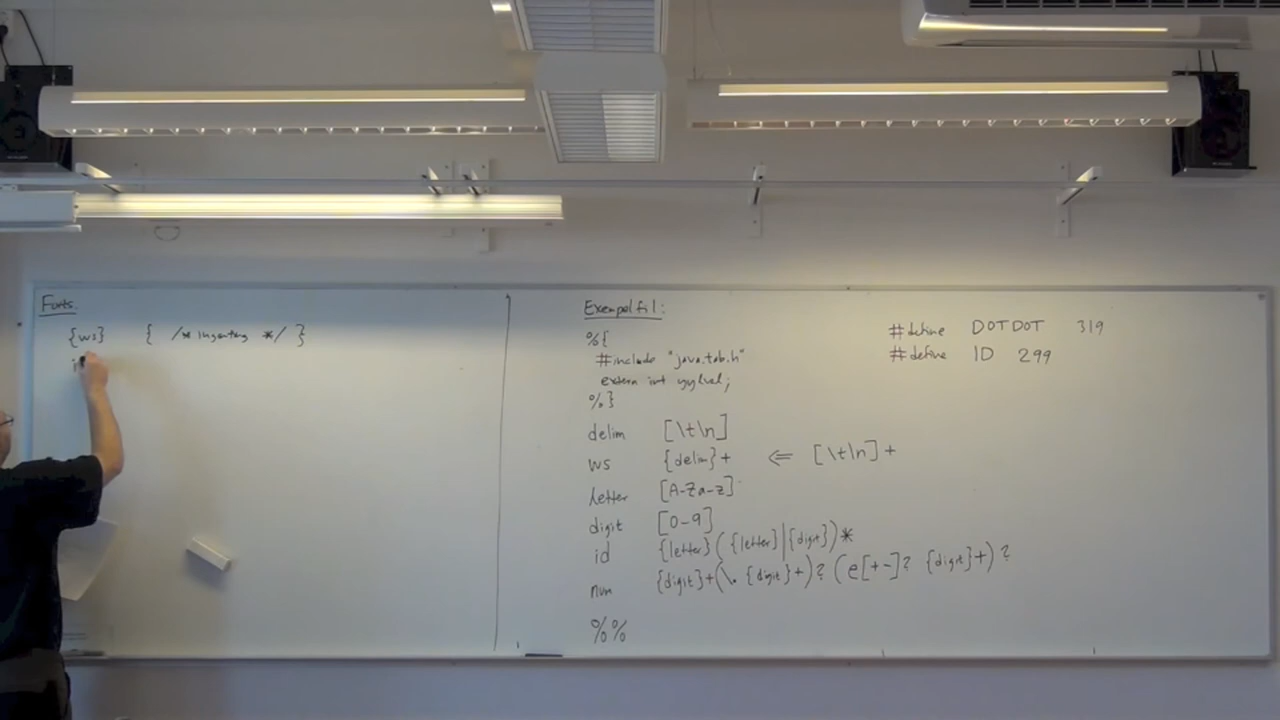 Forts.
{ws} { /* ingenting */ }
i
Exempelfil:
%{
#include "java.tab.h"
extern int yylval;
%}
delim [\t\n]
ws {delim}+ ⇐ [\t\n]+
letter [A-Za-z]
digit [0-9]
id {letter}({letter}|{digit})*
num {digit}+(\. {digit}+)? (e[+-]? {digit}+)?
%%
#define DOTDOT 319
#define ID 299